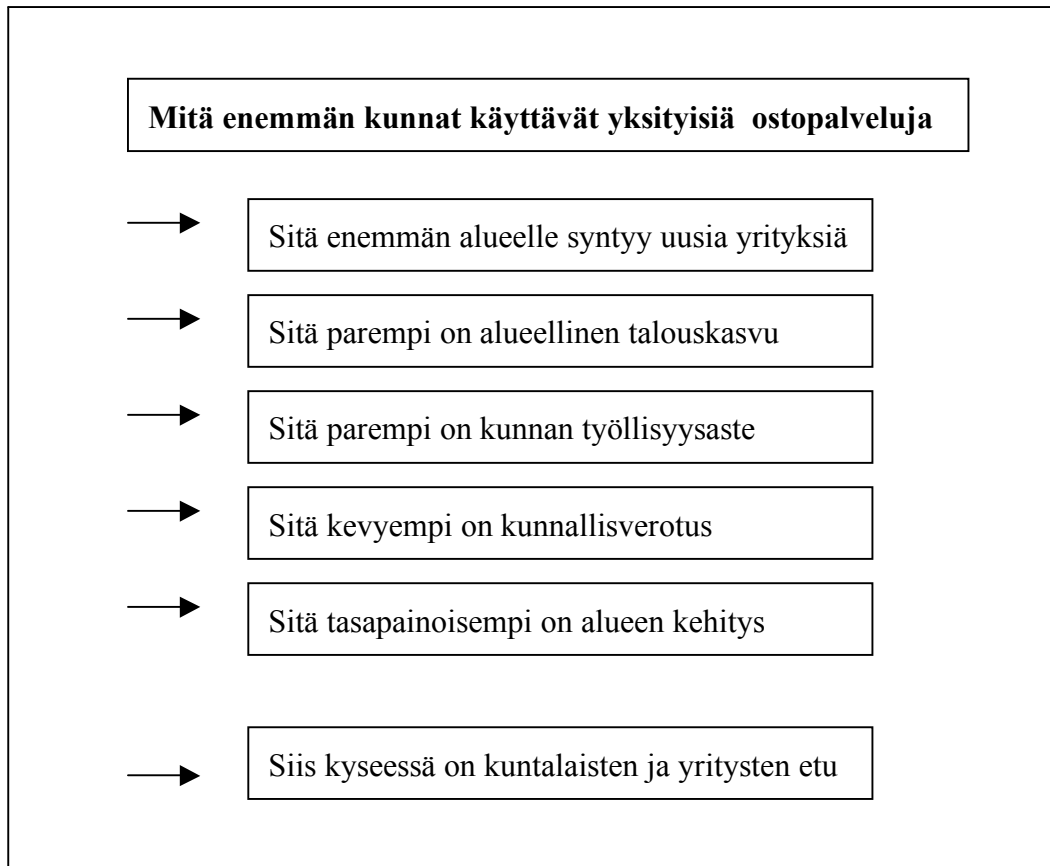 Mitä enemmän kunnat käyttävät yksityisiä ostopalveluja
Sitä enemmän alueelle syntyy uusia yrityksiä
Sitä parempi on alueellinen talouskasvu
Sitä parempi on kunnan työllisyysaste
Sitä kevyempi on kunnallisverotus
Sitä tasapainoisempi on alueen kehitys
Siis kyseessä on kuntalaisten ja yritysten etu